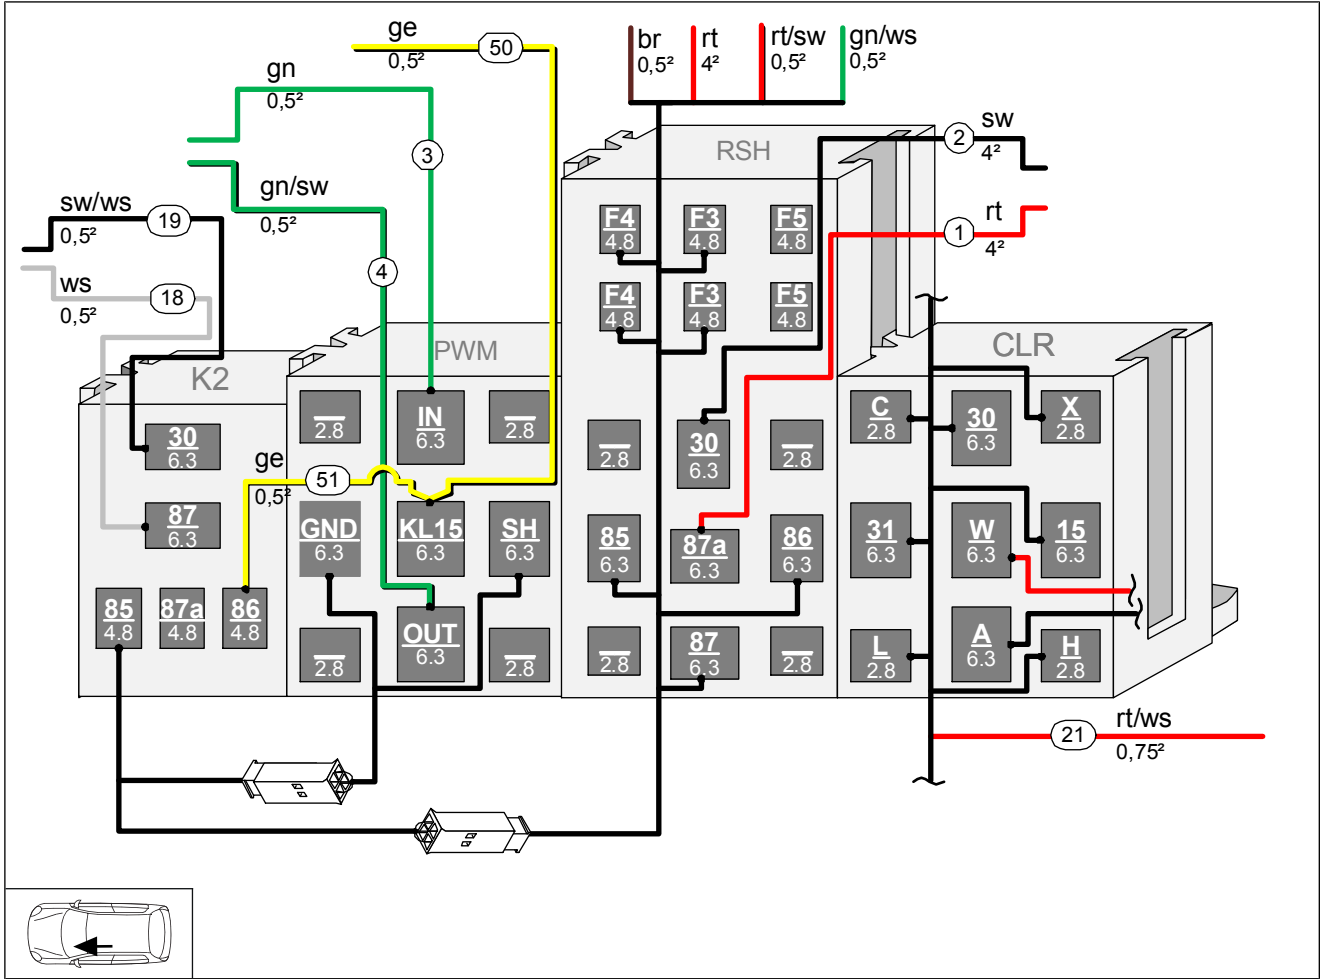 ge
0,5²
50
gn
0,5²
3
br
0,5²
rt
4²
rt/sw
0,5²
gn/ws
0,5²
2
sw
4²
1
rt
4²
gn/sw
0,5²
4
sw/ws
0,5²
19
ws
0,5²
18
K2
30
6.3
87
6.3
85
4.8
87a
4.8
86
4.8
ge
0,5²
51
PWM
2.8
IN
6.3
2.8
GND
6.3
KL15
6.3
SH
6.3
2.8
OUT
6.3
2.8
RSH
F4
4.8
F3
4.8
F5
4.8
F4
4.8
F3
4.8
F5
4.8
2.8
30
6.3
2.8
85
6.3
87a
6.3
86
6.3
2.8
87
6.3
2.8
CLR
C
2.8
30
6.3
X
2.8
31
6.3
W
6.3
15
6.3
L
2.8
A
6.3
H
2.8
21
rt/ws
0,75²